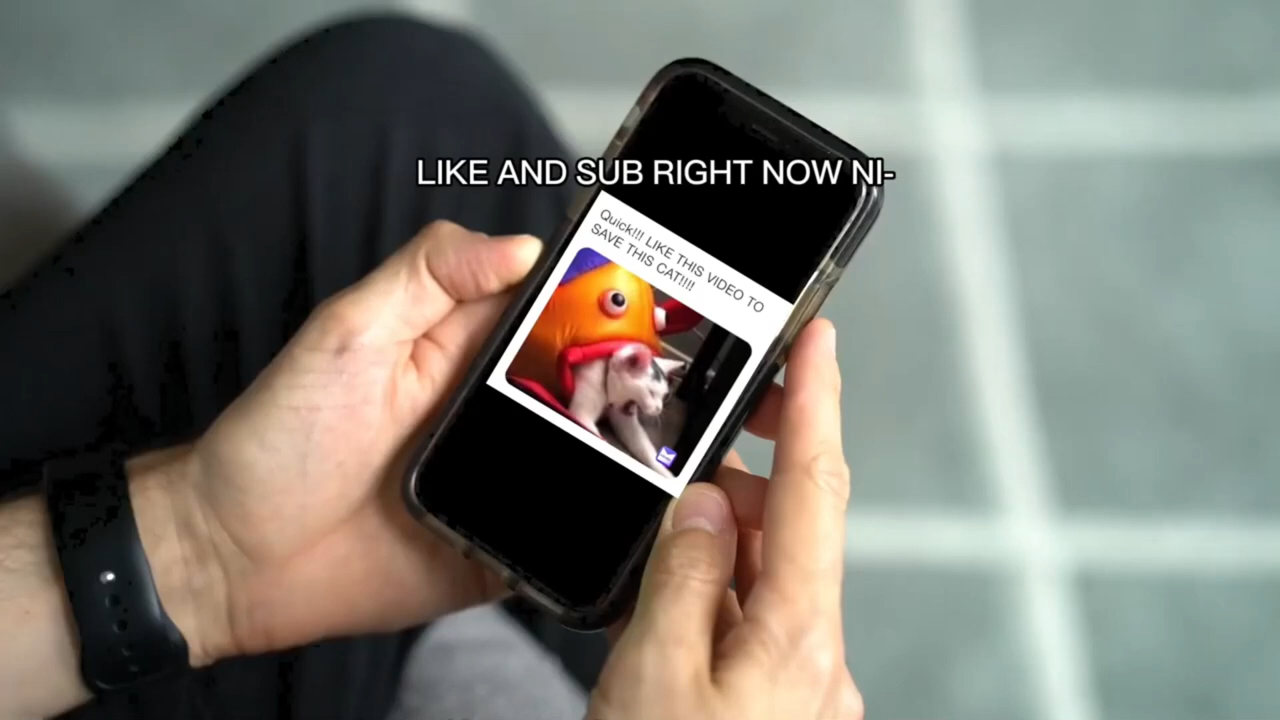 LIKE AND SUB RIGHT NOW NI-
Quick!!! LIKE THIS VIDEO TO
SAVE THIS CAT!!!!